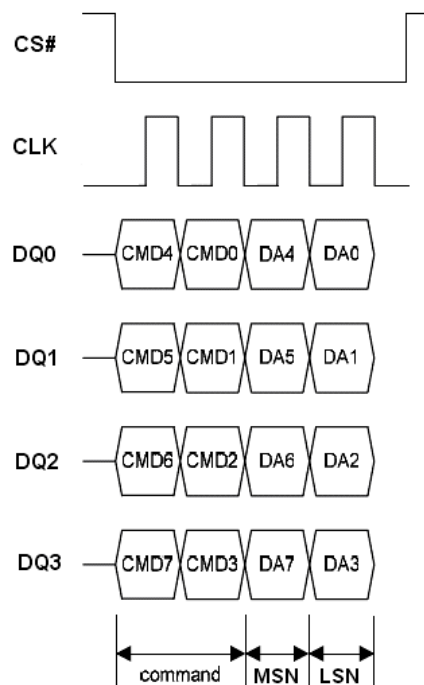 CS#
CLK
DQ0 CMD4 CMD0 DA4 DA0
DQ1 CMD5 CMD1 DA5 DA1
DQ2 CMD6 CMD2 DA6 DA2
DQ3 CMD7 CMD3 DA7 DA3
command MSN LSN